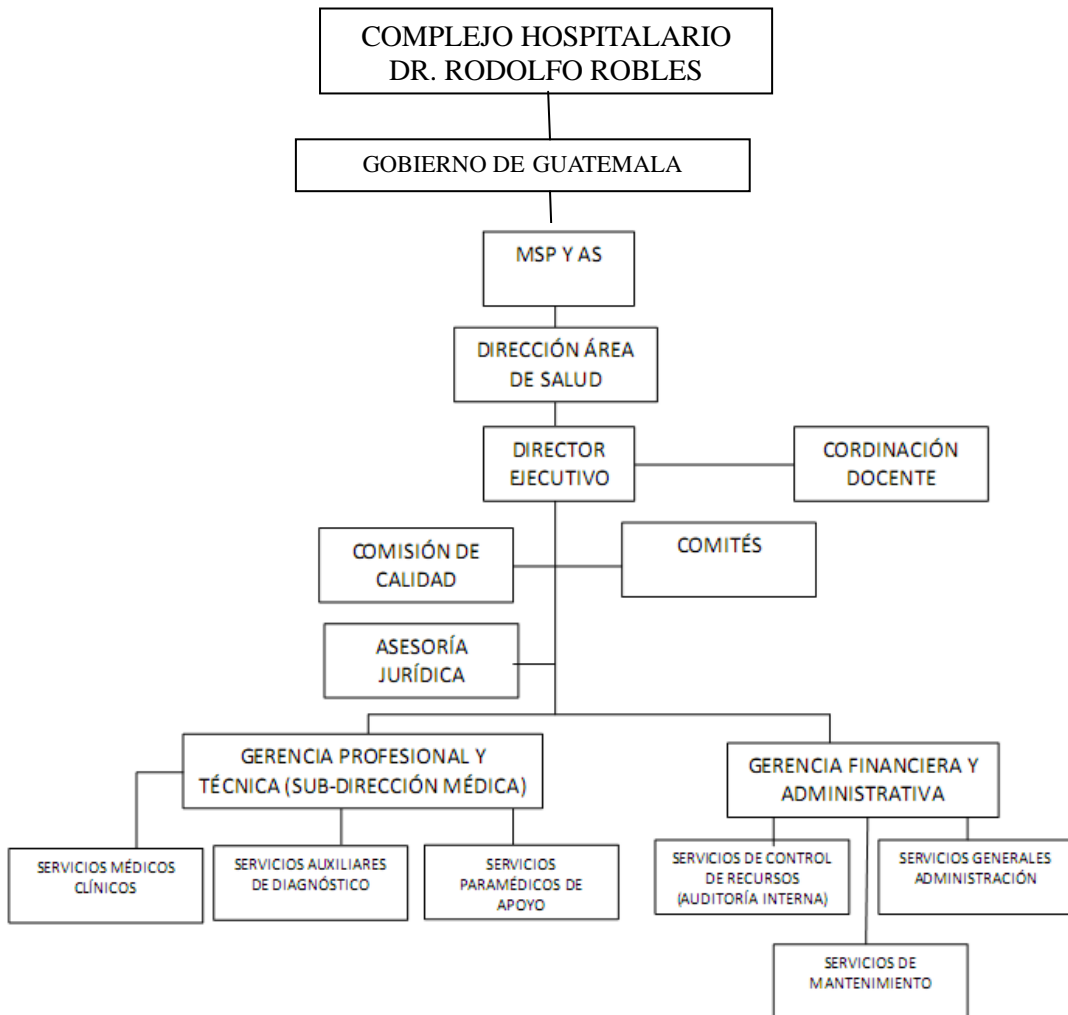 COMPLEJO HOSPITALARIO
DR. RODOLFO ROBLES
GOBIERNO DE GUATEMALA
MSP Y AS
DIRECCIÓN ÁREA
DE SALUD
DIRECTOR
EJECUTIVO
CORDINACIÓN
DOCENTE
COMISIÓN DE
CALIDAD
COMITÉS
ASESORÍA
JURÍDICA
GERENCIA PROFESIONAL Y
TÉCNICA (SUB-DIRECCIÓN MÉDICA)
GERENCIA FINANCIERA Y
ADMINISTRATIVA
SERVICIOS MÉDICOS
CLÍNICOS
SERVICIOS AUXILIARES
DE DIAGNÓSTICO
SERVICIOS
PARAMÉDICOS DE
APOYO
SERVICIOS DE CONTROL
DE RECURSOS
(AUDITORÍA INTERNA)
SERVICIOS GENERALES
ADMINISTRACIÓN
SERVICIOS DE
MANTENIMIENTO